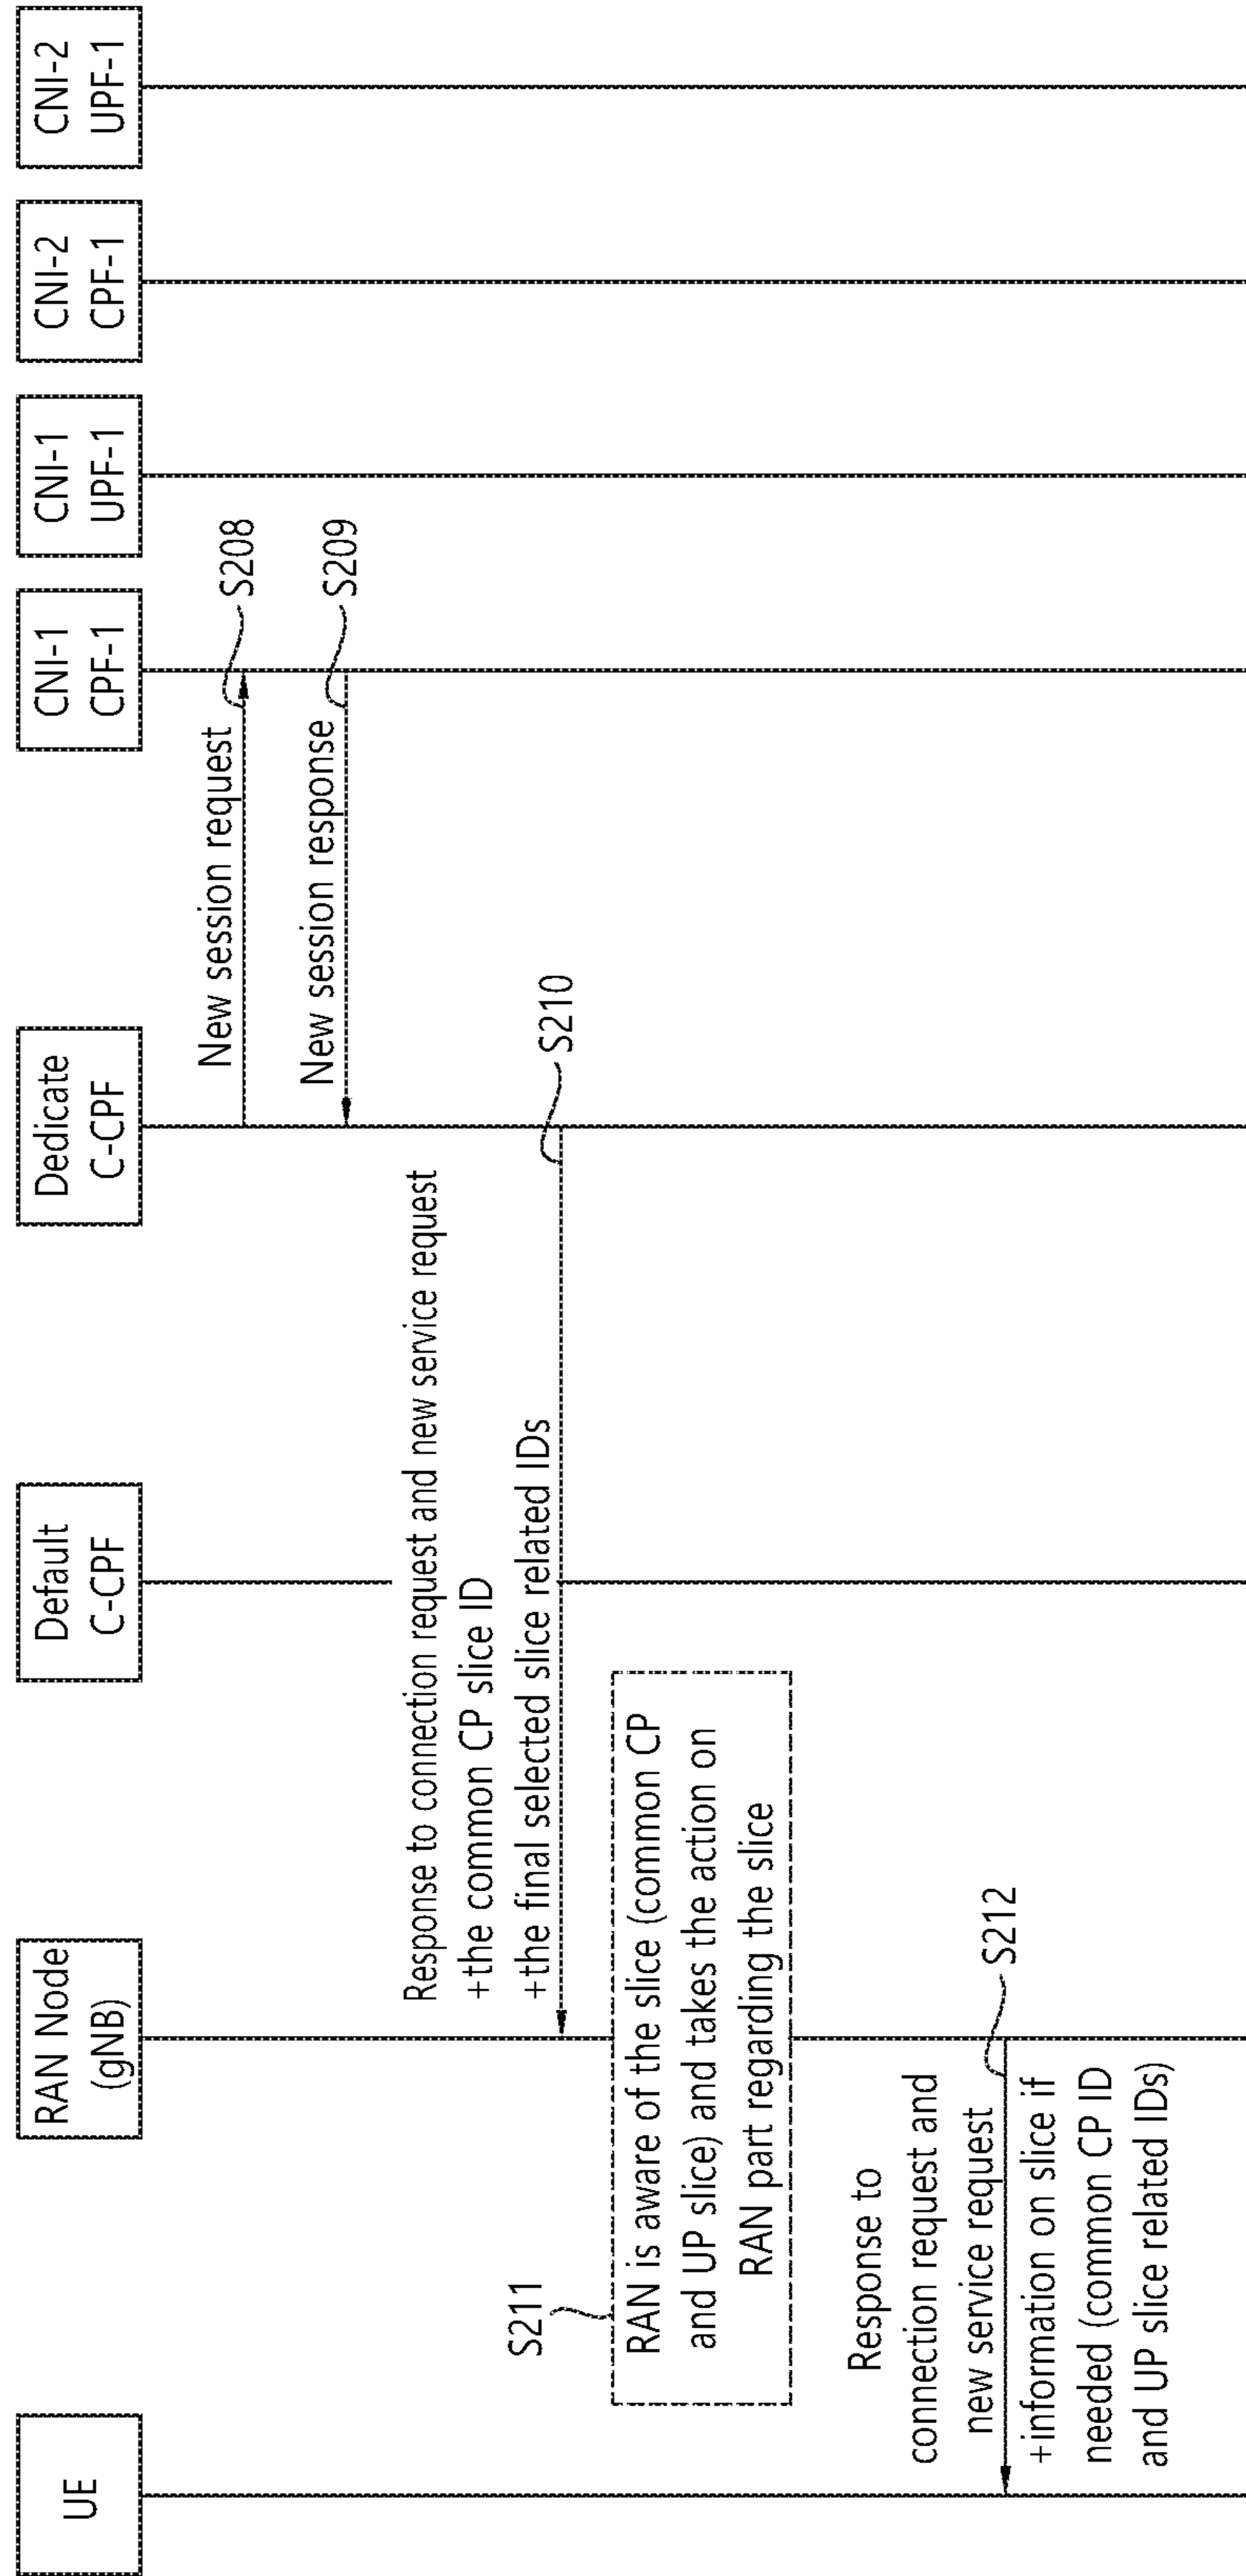 UE
RAN Node
(gNB)
Default
C-CPF
Dedicate
C-CPF
CNI-1
CPF-1
CNI-1
UPF-1
CNI-2
CPF-1
CNI-2
UPF-1
New session request
S208
New session response
S209
Response to connection request and new service request
+the common CP slice ID
+the final selected slice related IDs
S210
S211
RAN is aware of the slice (common CP
and UP slice) and takes the action on
RAN part regarding the slice
Response to
connection request and
new service request
S212
+information on slice if
needed (common CP ID
and UP slice related IDs)